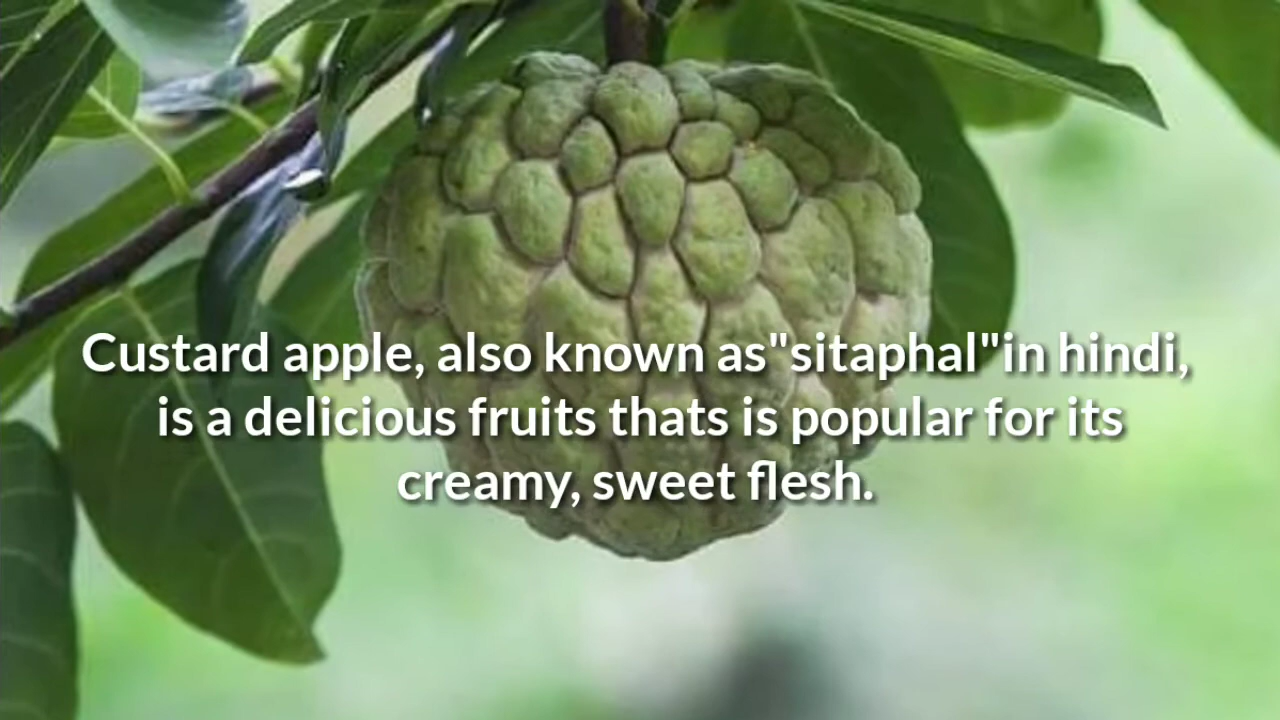 Custard apple, also known as"sitaphal"in hindi,
is a delicious fruits thats is popular for its
creamy, sweet flesh.